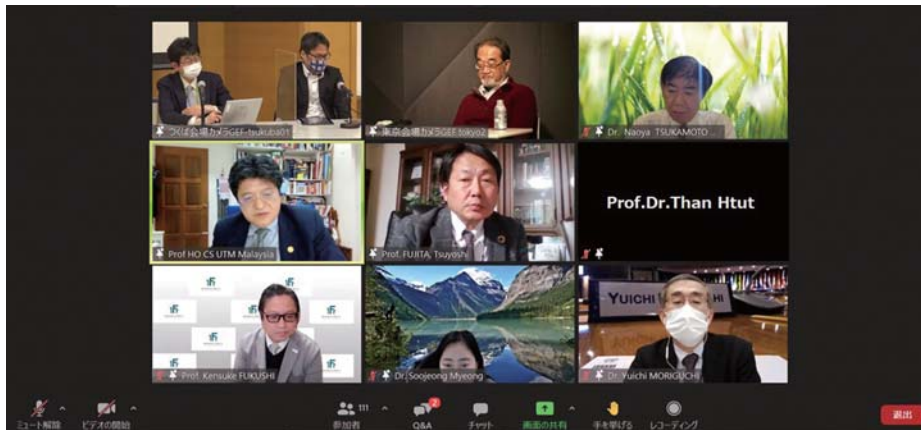 つくば会場カメラGEF-tsukuba01
東京会場カメラGEF-tokyo2
Dr. Naoya TSUKAMOTO
Prof HO CS UTM Malaysia
Prof. FUJITA, Tsuyoshi
Prof.Dr.Than Htut
Prof. Kensuke FUKUSHI
Dr. Soojeong Myeong
YUICHI
HI
Dr. Yuichi MORIGUCHI
ミュート解除
ビデオの開始
111
参加者
2
Q&A
チャット
画面の共有
手を挙げる
レコーディング
退出